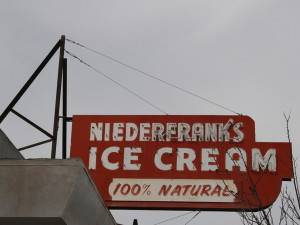 NIEDERFRANK'S
ICE CREAM
100% NATURAL